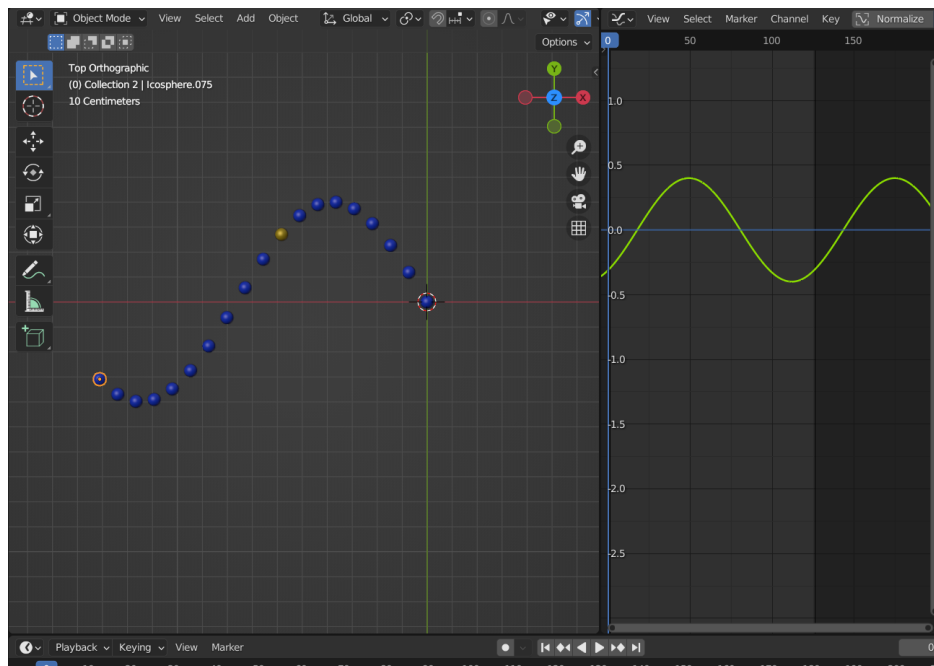 Object Mode View Select Add Object Global
Options
Top Orthographic
(0) Collection 2 | Icosphere.075
10 Centimeters
Y
Z
X
View Select Marker Channel Key Normalize
0 50 100 150
1.0
0.5
0.0
-0.5
-1.0
-1.5
-2.0
-2.5
Playback Keying View Marker
0